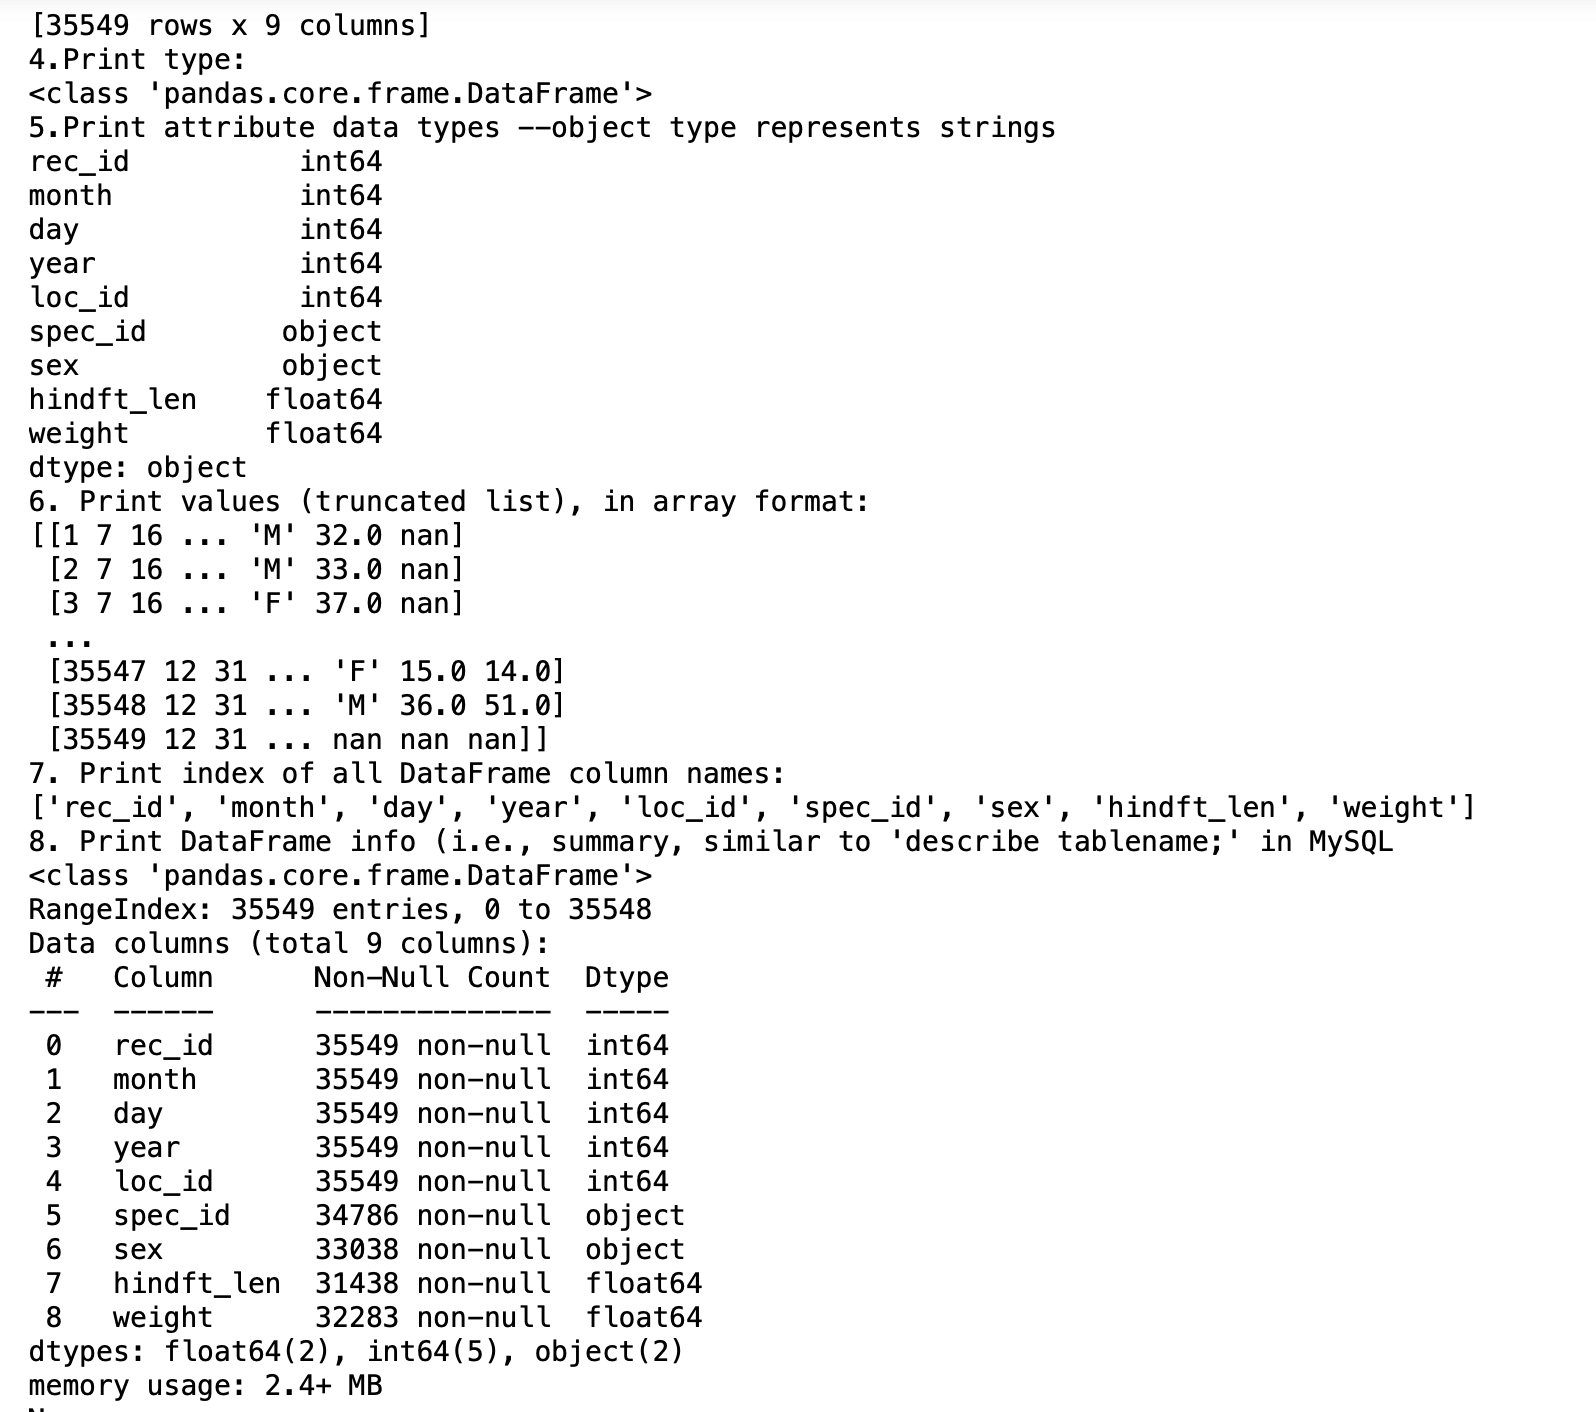 [35549 rows x 9 columns]
4.Print type:
<class 'pandas.core.frame.DataFrame'>
5.Print attribute data types --object type represents strings
rec_id          int64
month           int64
day             int64
year            int64
loc_id          int64
spec_id        object
sex            object
hindft_len    float64
weight        float64
dtype: object
6. Print values (truncated list), in array format:
[[1 7 16 ... 'M' 32.0 nan]
 [2 7 16 ... 'M' 33.0 nan]
 [3 7 16 ... 'F' 37.0 nan]
 ...
 [35547 12 31 ... 'F' 15.0 14.0]
 [35548 12 31 ... 'M' 36.0 51.0]
 [35549 12 31 ... nan nan nan]]
7. Print index of all DataFrame column names:
['rec_id', 'month', 'day', 'year', 'loc_id', 'spec_id', 'sex', 'hindft_len', 'weight']
8. Print DataFrame info (i.e., summary, similar to 'describe tablename;' in MySQL
<class 'pandas.core.frame.DataFrame'>
RangeIndex: 35549 entries, 0 to 35548
Data columns (total 9 columns):
 #   Column      Non-Null Count  Dtype
---  ------      --------------  -----
 0   rec_id      35549 non-null  int64
 1   month       35549 non-null  int64
 2   day         35549 non-null  int64
 3   year        35549 non-null  int64
 4   loc_id      35549 non-null  int64
 5   spec_id     34786 non-null  object
 6   sex         33038 non-null  object
 7   hindft_len  31438 non-null  float64
 8   weight      32283 non-null  float64
dtypes: float64(2), int64(5), object(2)
memory usage: 2.4+ MB